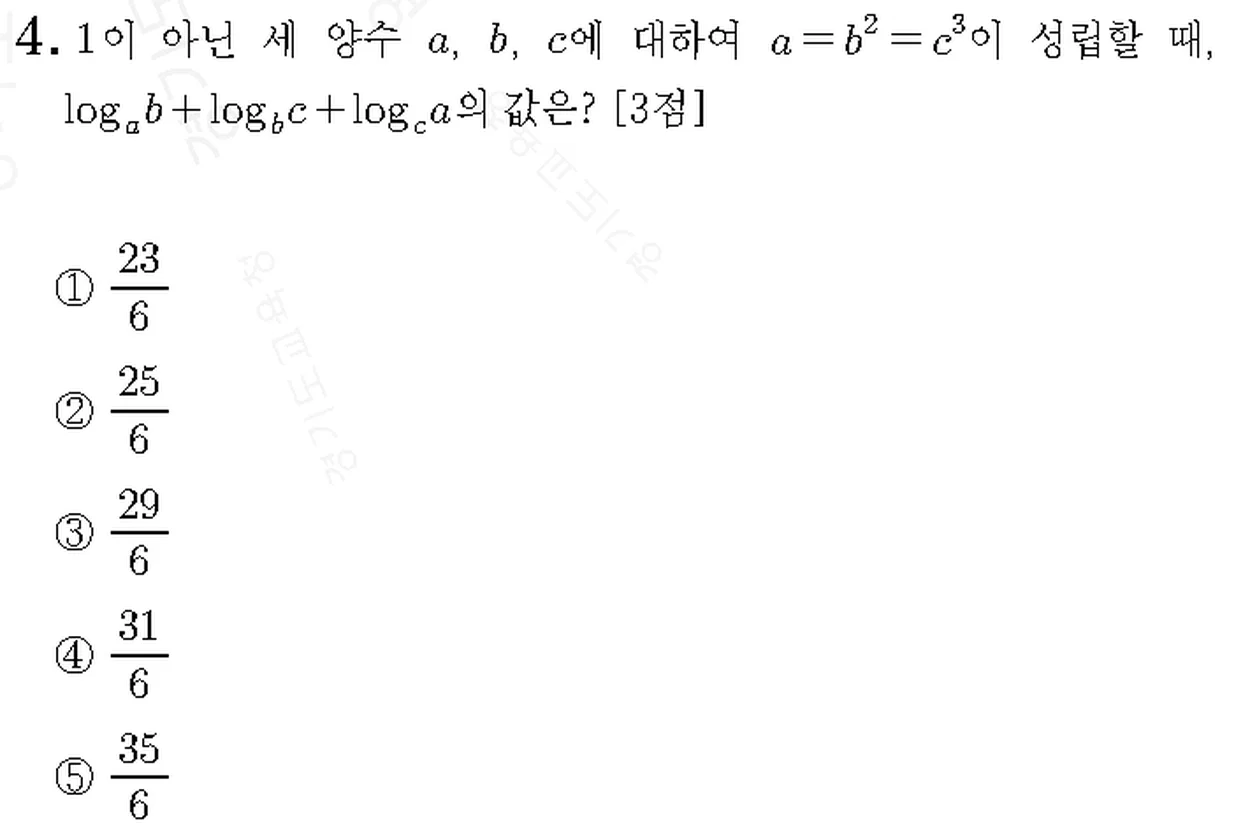 4. 1이 아닌 세 양수 a, b, c에 대하여 a=b²=c³이 성립할 때,
logₐb+log_b c+log_c a의 값은? [3점]
① 23/6
② 25/6
③ 29/6
④ 31/6
⑤ 35/6